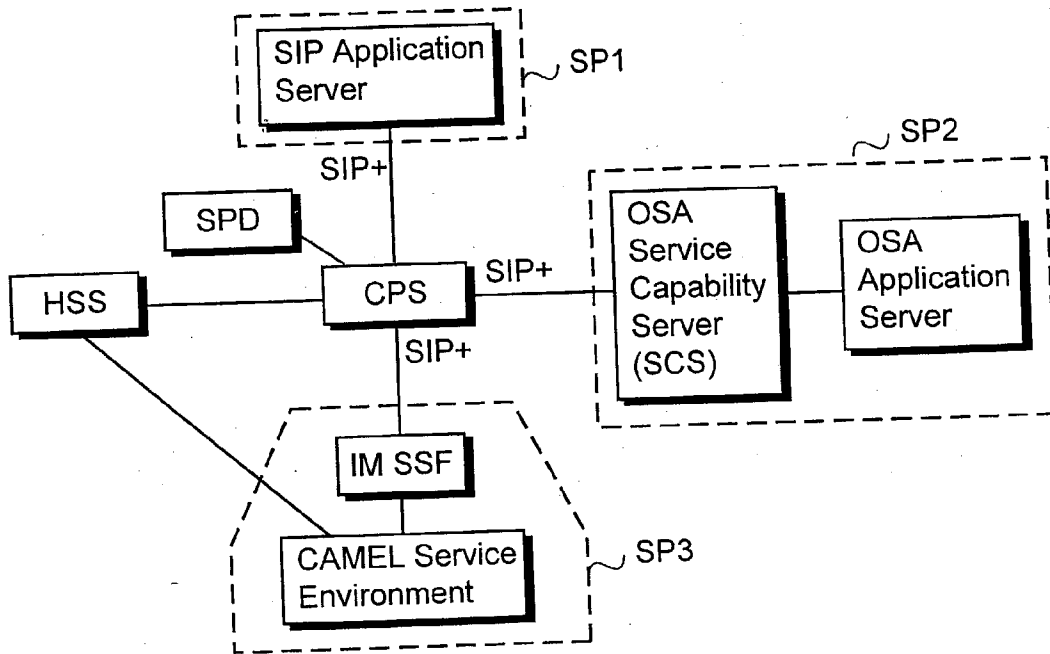 SIP Application
Server
SP1
SIP+
SP2
SPD
OSA
Service
Capability
Server
(SCS)
OSA
Application
Server
HSS
CPS
SIP+
SIP+
IM SSF
CAMEL Service
Environment
SP3